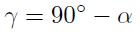 γ = 90° − α